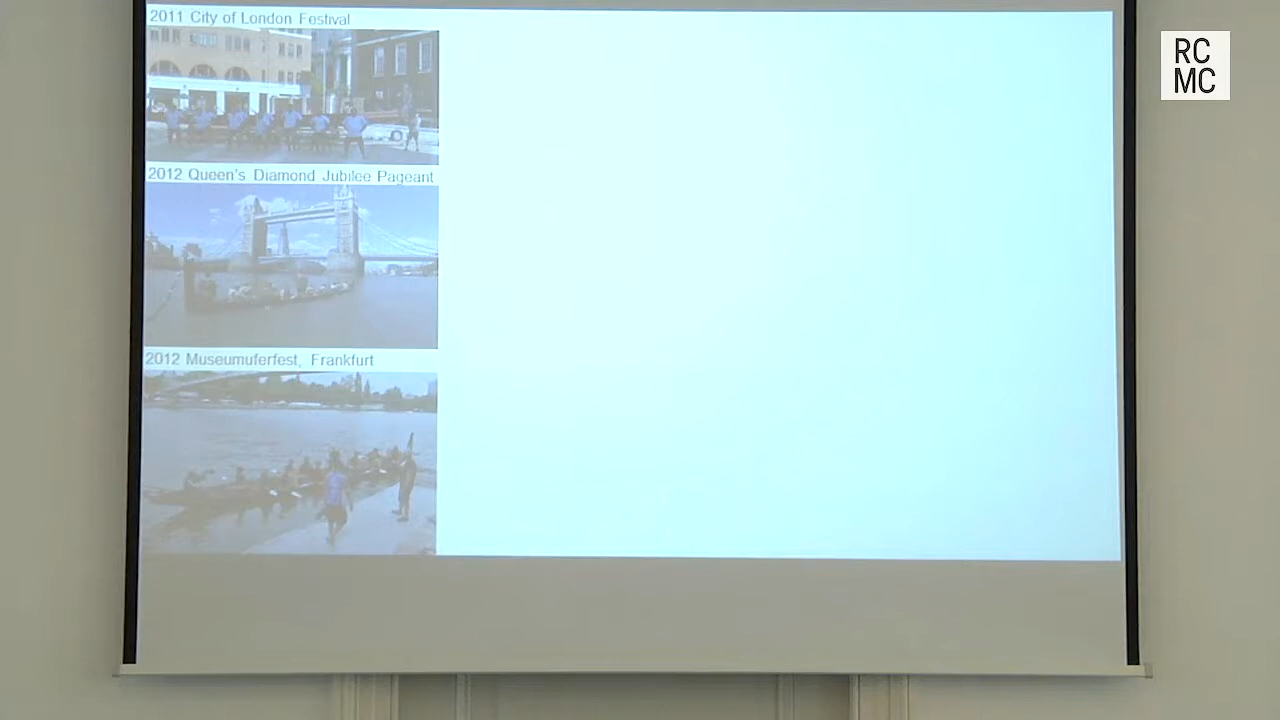 2011 City of London Festival
2012 Queen's Diamond Jubilee Pageant
2012 Museumuferfest, Frankfurt
RC
MC